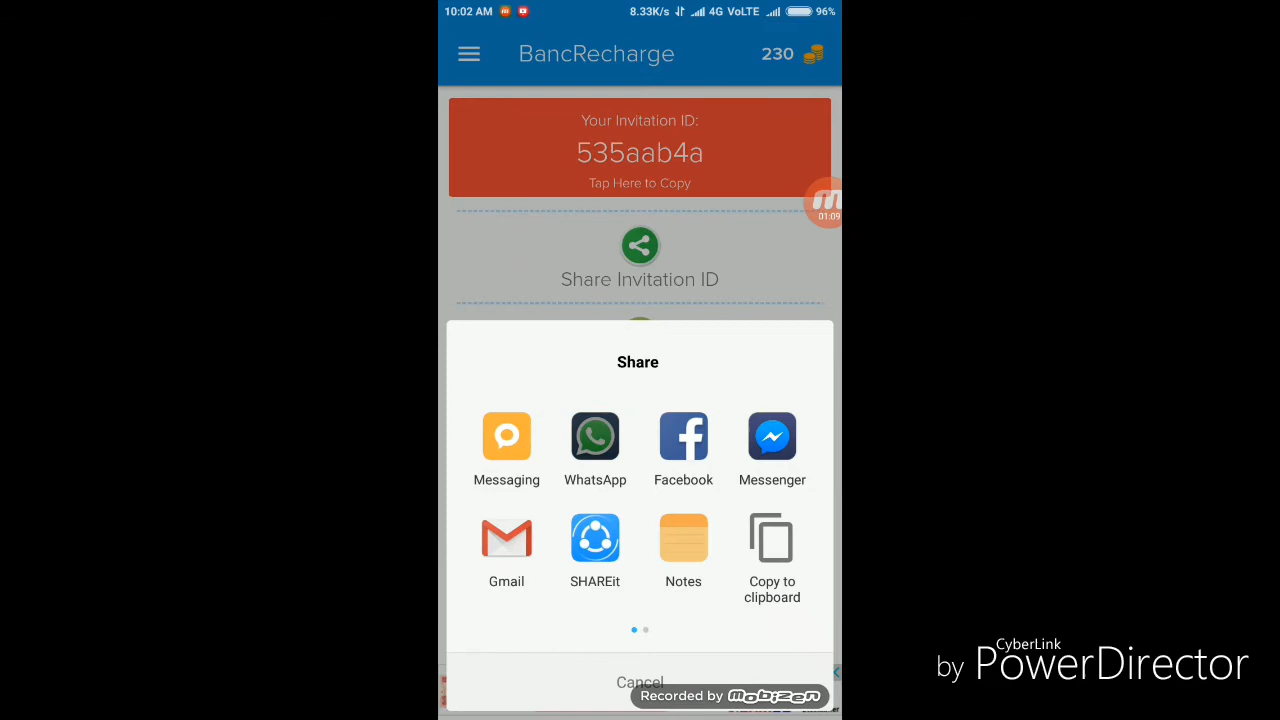 10:02 AM 8.33K/s 4G VoLTE 96%
BancRecharge 230
Your Invitation ID:
535aab4a
Tap Here to Copy
01:09
Share Invitation ID
Share
Messaging WhatsApp Facebook Messenger
Gmail SHAREit Notes Copy to
clipboard
Cancel
Recorded by mobizen
CyberLink
by PowerDirector